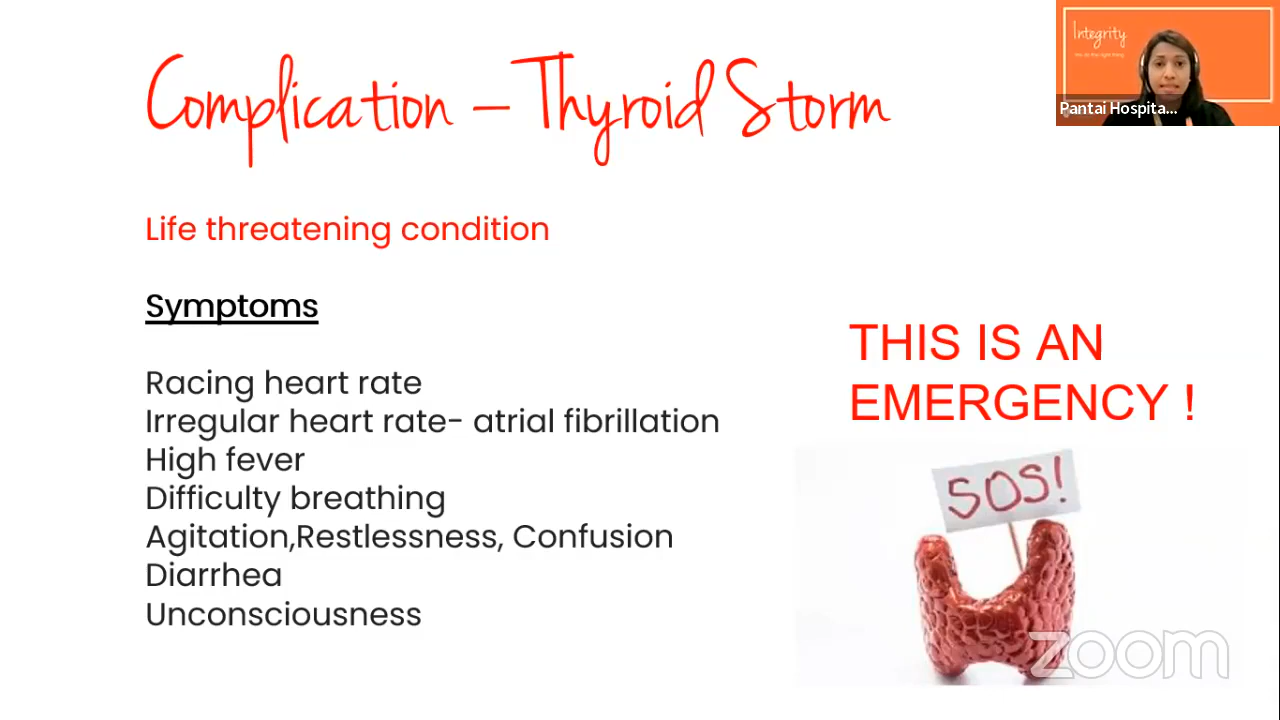 Complication – Thyroid Storm
Integrity
Pantai Hospita...
Life threatening condition
Symptoms
Racing heart rate
Irregular heart rate- atrial fibrillation
High fever
Difficulty breathing
Agitation,Restlessness, Confusion
Diarrhea
Unconsciousness
THIS IS AN
EMERGENCY !
SOS!
zoom